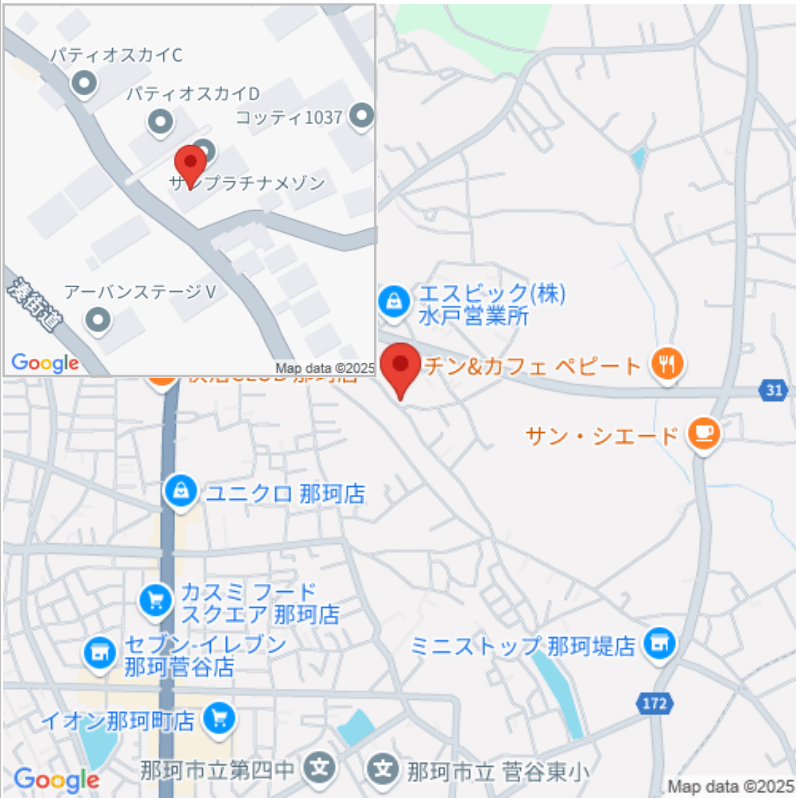 パティオスカイC
パティオスカイD
コッティ1037
サンプラチナメゾン
アーバンステージⅤ
湊街道
Google
Map data ©2025
エスビック(株)
水戸営業所
チン&カフェ ペピート
31
サン・シエード
ユニクロ 那珂店
カスミ フード
スクエア 那珂店
セブン-イレブン
那珂菅谷店
ミニストップ 那珂堤店
172
イオン那珂町店
那珂市立第四中
那珂市立 菅谷東小
Google
Map data ©2025